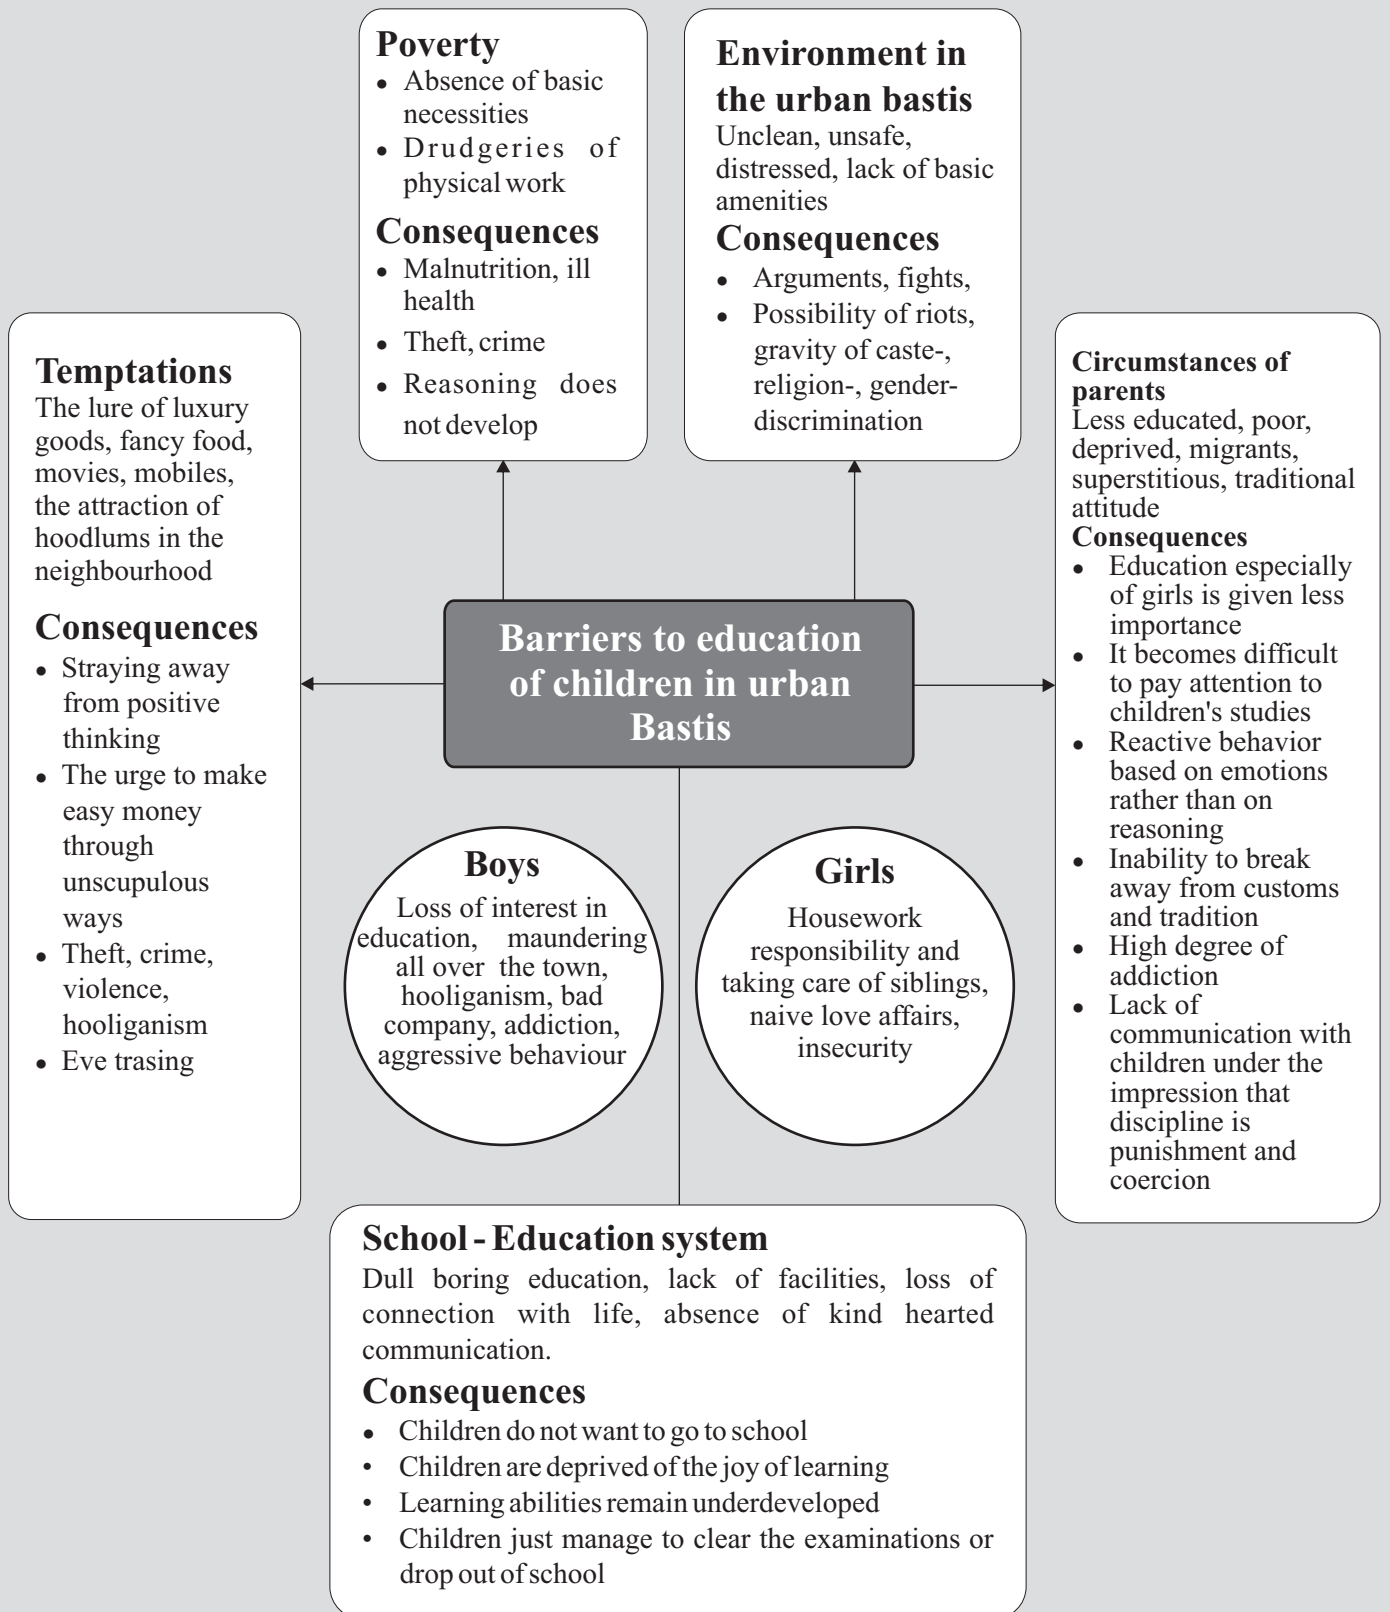 Poverty
• Absence of basic
necessities
• Drudgeries of
physical work
Consequences
• Malnutrition, ill
health
• Theft, crime
• Reasoning does
not develop
Environment in
the urban bastis
Unclean, unsafe,
distressed, lack of basic
amenities
Consequences
• Arguments, fights,
• Possibility of riots,
gravity of caste-,
religion-, gender-
discrimination
Temptations
The lure of luxury
goods, fancy food,
movies, mobiles,
the attraction of
hoodlums in the
neighbourhood
Consequences
• Straying away
from positive
thinking
• The urge to make
easy money
through
unscupulous
ways
• Theft, crime,
violence,
hooliganism
• Eve trasing
Barriers to education
of children in urban
Bastis
Circumstances of
parents
Less educated, poor,
deprived, migrants,
superstitious, traditional
attitude
Consequences
• Education especially
of girls is given less
importance
• It becomes difficult
to pay attention to
children's studies
• Reactive behavior
based on emotions
rather than on
reasoning
• Inability to break
away from customs
and tradition
• High degree of
addiction
• Lack of
communication with
children under the
impression that
discipline is
punishment and
coercion
Boys
Loss of interest in
education, maundering
all over the town,
hooliganism, bad
company, addiction,
aggressive behaviour
Girls
Housework
responsibility and
taking care of siblings,
naive love affairs,
insecurity
School - Education system
Dull boring education, lack of facilities, loss of
connection with life, absence of kind hearted
communication.
Consequences
• Children do not want to go to school
• Children are deprived of the joy of learning
• Learning abilities remain underdeveloped
• Children just manage to clear the examinations or
drop out of school